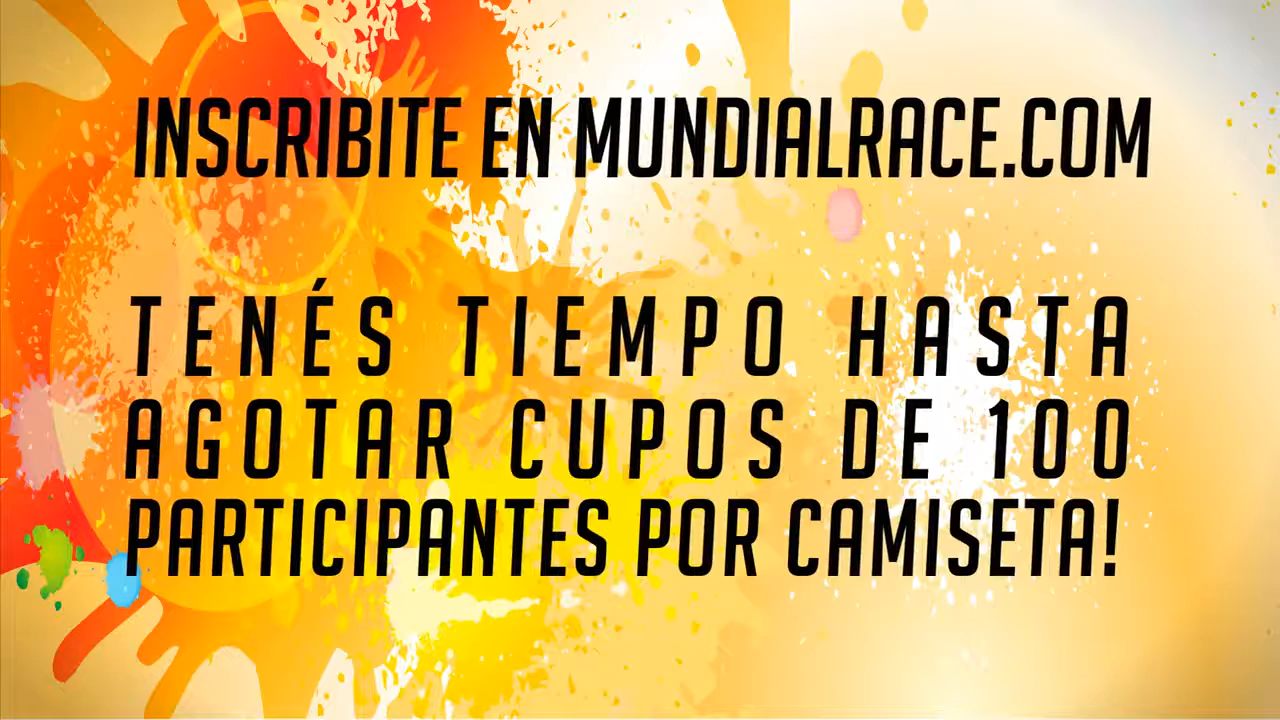 INSCRIBITE EN MUNDIALRACE.COM
TENÉS TIEMPO HASTA
AGOTAR CUPOS DE 100
PARTICIPANTES POR CAMISETA!